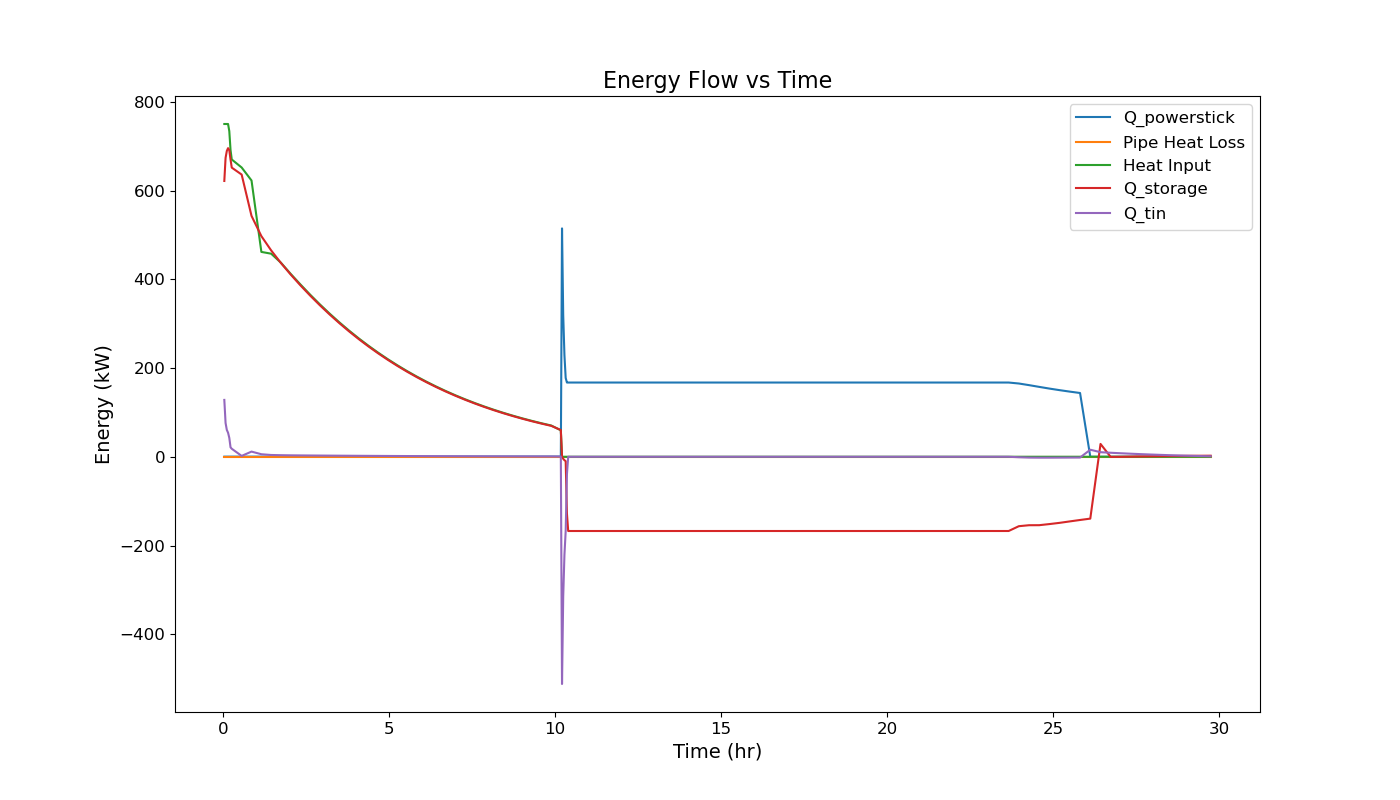 Energy Flow vs Time
800
600
400
200
0
−200
−400
Energy (kW)
Q_powerstick
Pipe Heat Loss
Heat Input
Q_storage
Q_tin
0 5 10 15 20 25 30
Time (hr)